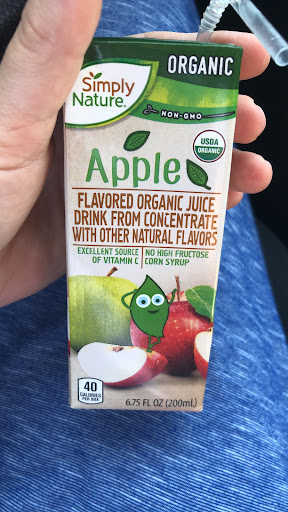 ORGANIC
Simply
Nature.
NON-GMO
USDA
ORGANIC
Apple
FLAVORED ORGANIC JUICE
DRINK FROM CONCENTRATE
WITH OTHER NATURAL FLAVORS
EXCELLENT SOURCE
OF VITAMIN C
NO HIGH FRUCTOSE
CORN SYRUP
40
CALORIES
PER BOX
6.75 FL OZ (200mL)